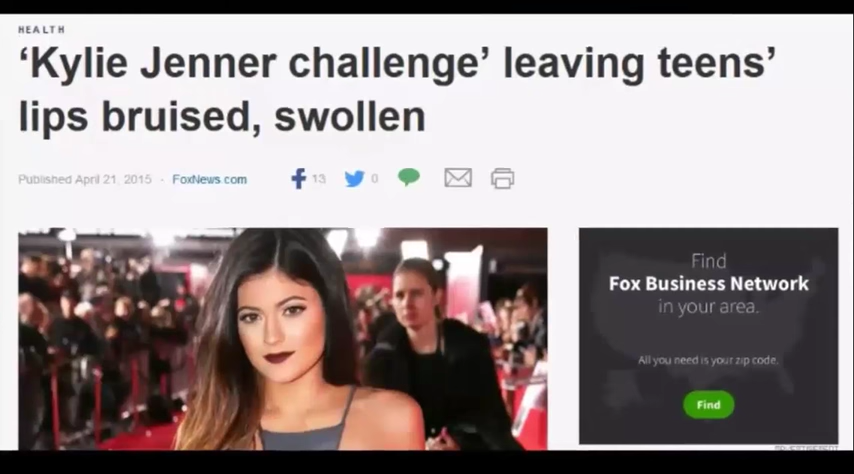 HEALTH
‘Kylie Jenner challenge’ leaving teens’
lips bruised, swollen
Published April 21, 2015 · FoxNews.com 13 0
Find
Fox Business Network
in your area.
All you need is your zip code.
Find
ADVERTISEMENT